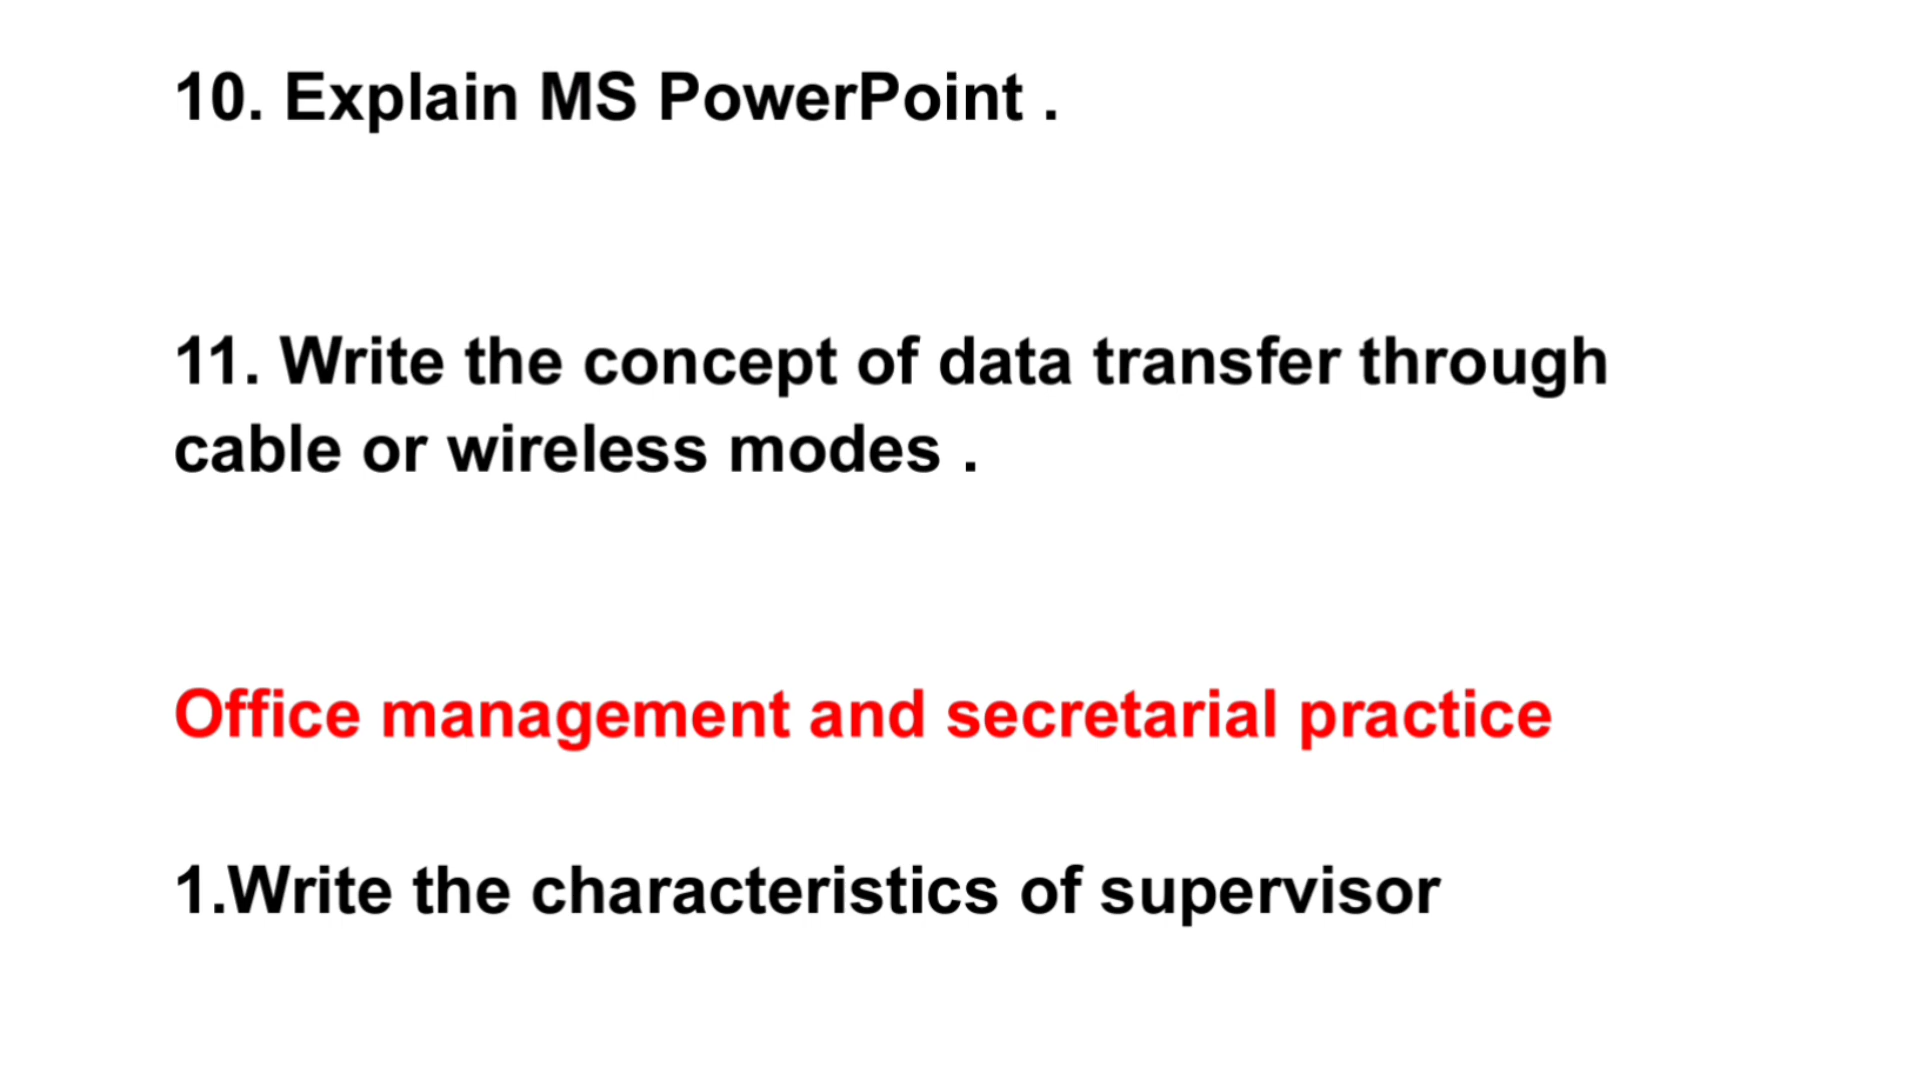 10. Explain MS PowerPoint .
11. Write the concept of data transfer through
cable or wireless modes .
Office management and secretarial practice
1.Write the characteristics of supervisor